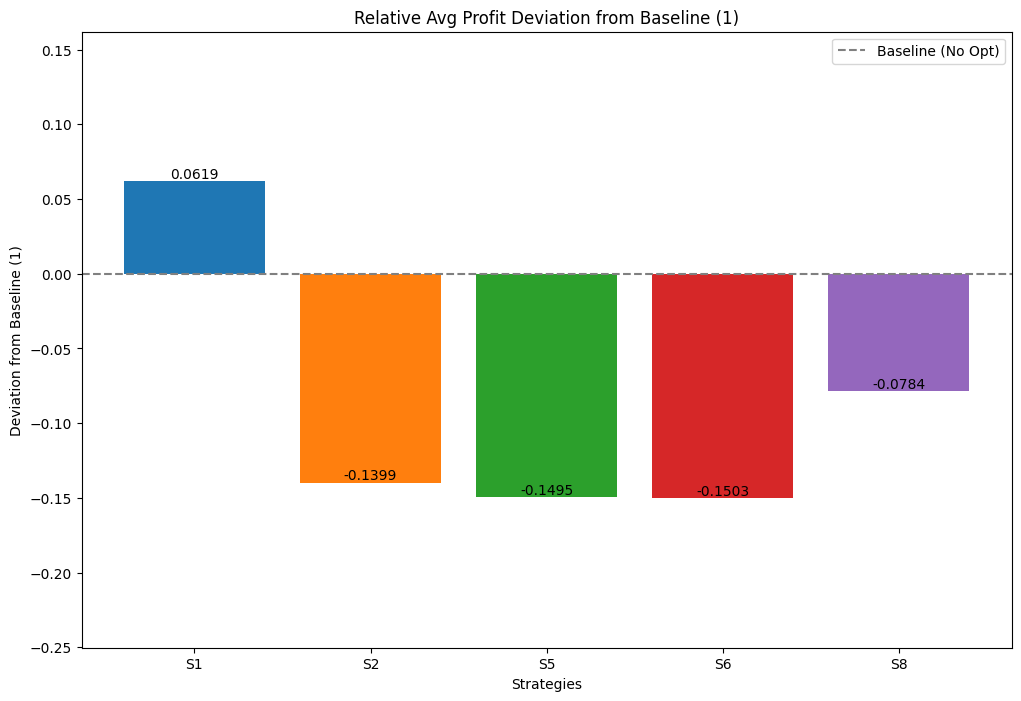 Relative Avg Profit Deviation from Baseline (1)
Baseline (No Opt)
Deviation from Baseline (1)
0.15
0.10
0.05
0.00
−0.05
−0.10
−0.15
−0.20
−0.25
0.0619
-0.1399
-0.1495
-0.1503
-0.0784
S1 S2 S5 S6 S8
Strategies